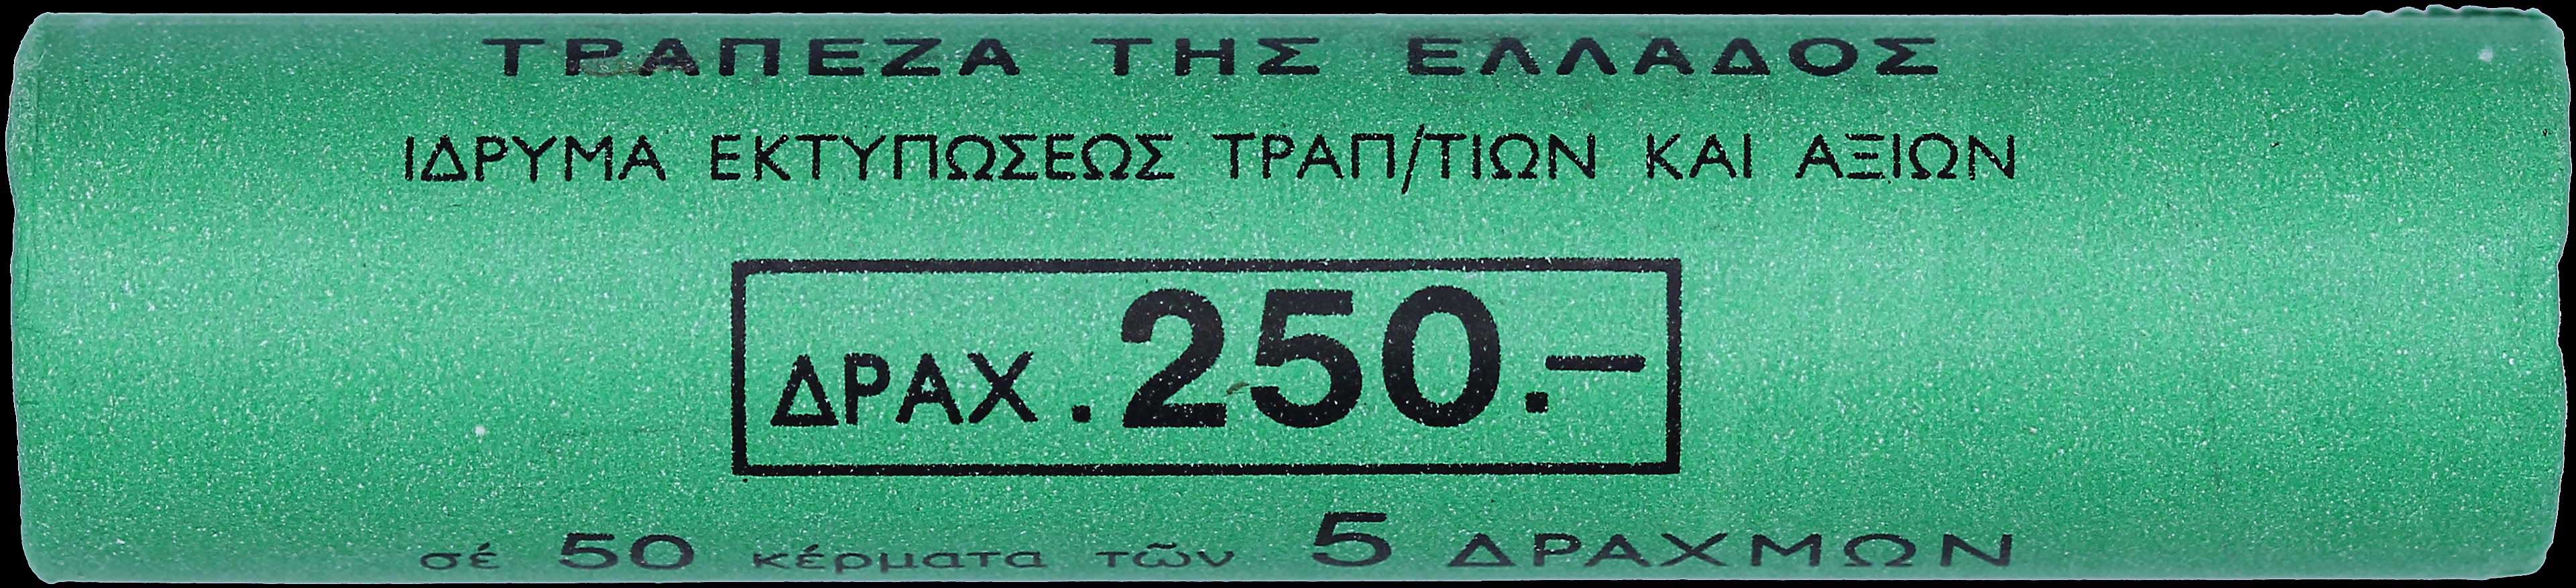 ΤΡΑΠΕΖΑ ΤΗΣ ΕΛΛΑΔΟΣ
ΙΔΡΥΜΑ ΕΚΤΥΠΩΣΕΩΣ ΤΡΑΠ/ΤΙΩΝ ΚΑΙ ΑΞΙΩΝ
ΔΡΑΧ. 250.—
σέ 50 κέρματα τῶν 5 ΔΡΑΧΜΩΝ